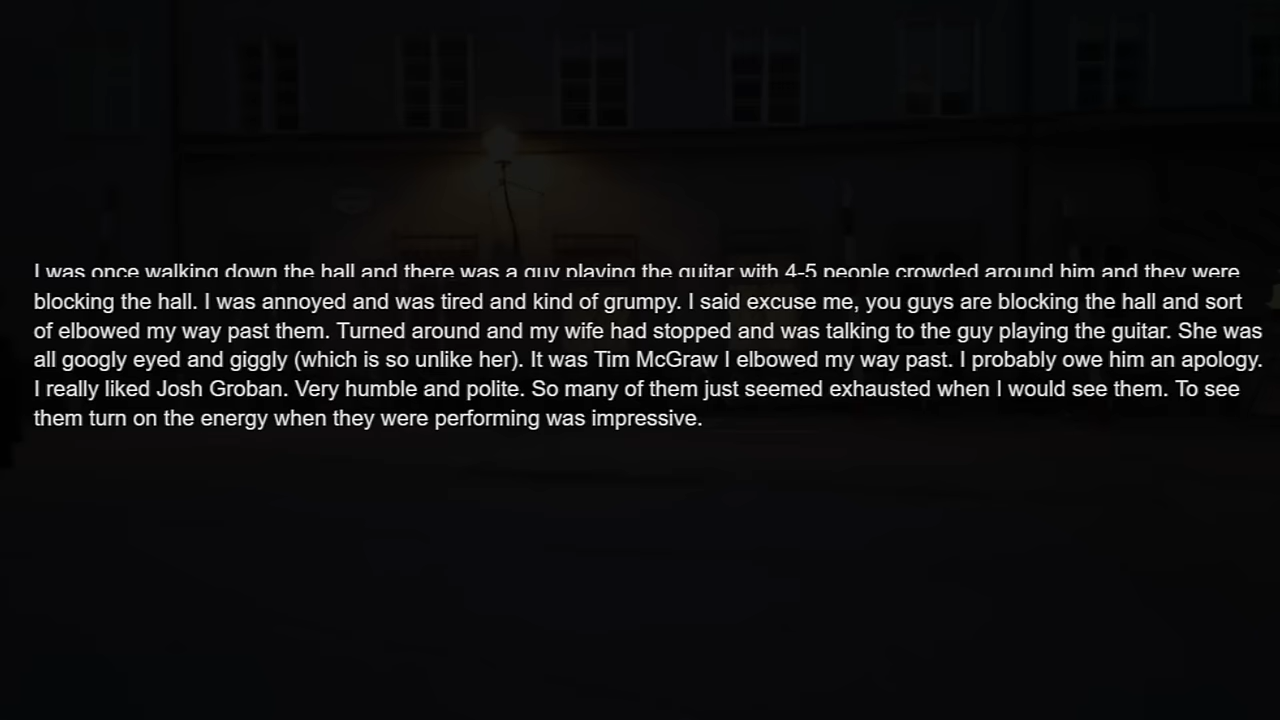 I was once walking down the hall and there was a guy playing the guitar with 4-5 people crowded around him and they were
blocking the hall. I was annoyed and was tired and kind of grumpy. I said excuse me, you guys are blocking the hall and sort
of elbowed my way past them. Turned around and my wife had stopped and was talking to the guy playing the guitar. She was
all googly eyed and giggly (which is so unlike her). It was Tim McGraw I elbowed my way past. I probably owe him an apology.
I really liked Josh Groban. Very humble and polite. So many of them just seemed exhausted when I would see them. To see
them turn on the energy when they were performing was impressive.